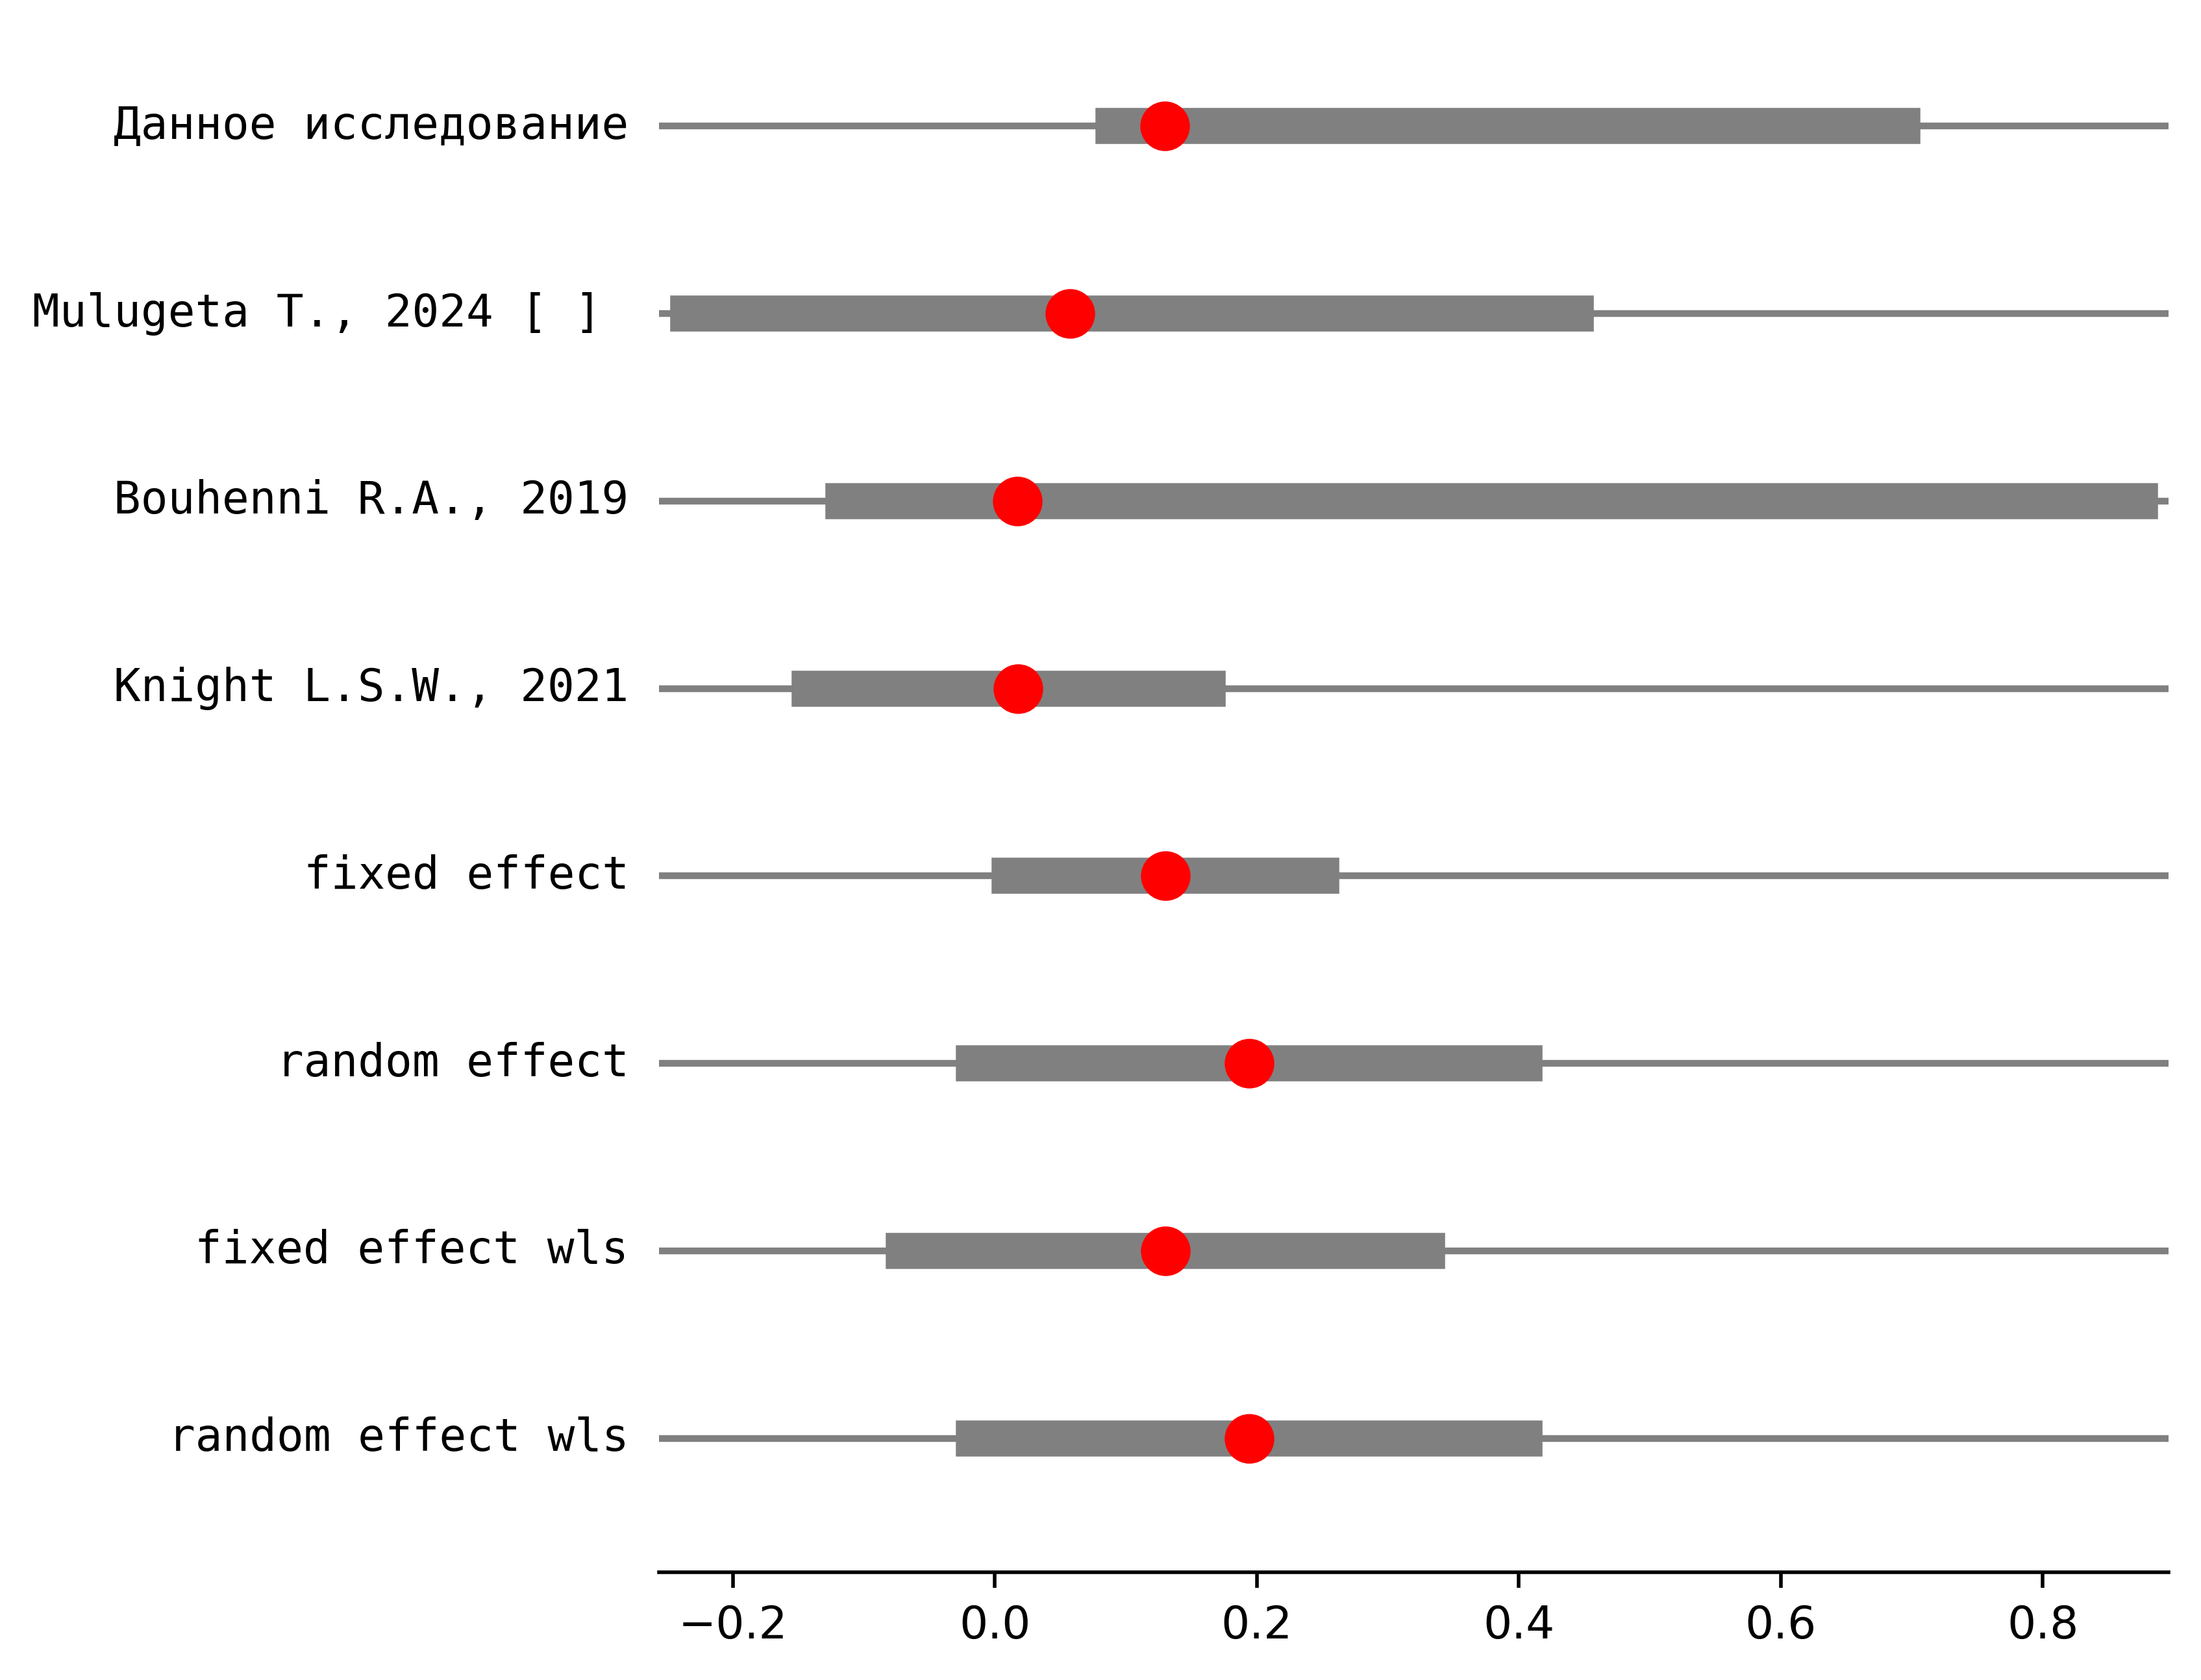 Данное исследование
Mulugeta T., 2024 [ ]
Bouhenni R.A., 2019
Knight L.S.W., 2021
fixed effect
random effect
fixed effect wls
random effect wls
−0.2 0.0 0.2 0.4 0.6 0.8